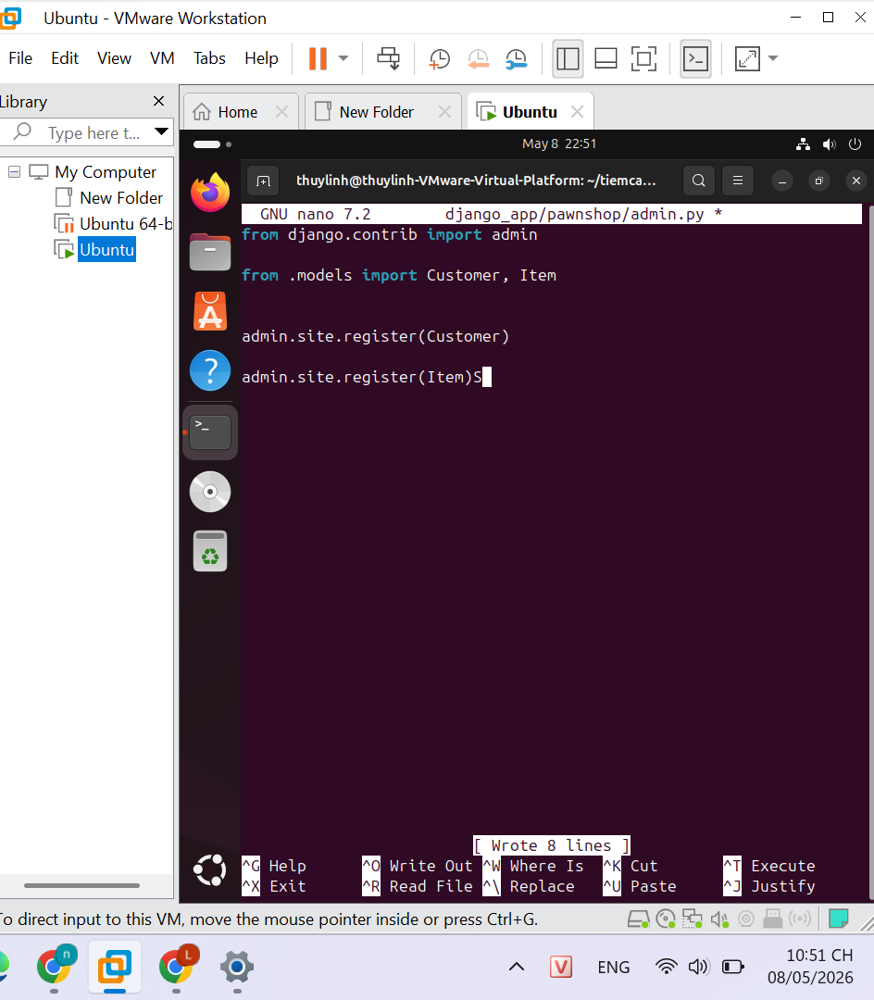 Ubuntu - VMware Workstation
File Edit View VM Tabs Help
Library
Type here t...
My Computer
New Folder
Ubuntu 64-b
Ubuntu
Home
New Folder
Ubuntu
May 8 22:51
thuylinh@thuylinh-VMware-Virtual-Platform: ~/tiemca...
GNU nano 7.2 django_app/pawnshop/admin.py *
from django.contrib import admin
from .models import Customer, Item
admin.site.register(Customer)
admin.site.register(Item)S
[ Wrote 8 lines ]
^G Help ^O Write Out ^W Where Is ^K Cut ^T Execute
^X Exit ^R Read File ^\ Replace ^U Paste ^J Justify
To direct input to this VM, move the mouse pointer inside or press Ctrl+G.
n
L
V
ENG
10:51 CH
08/05/2026